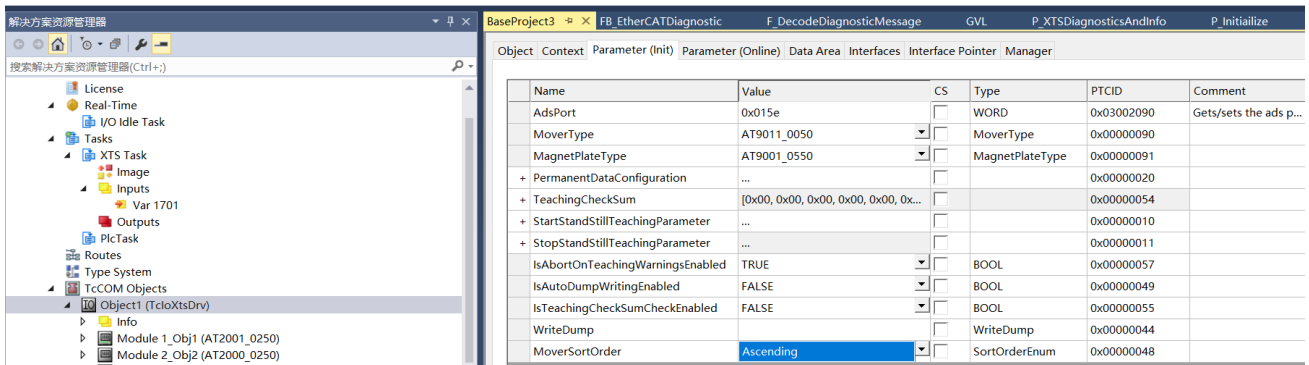 解决方案资源管理器
搜索解决方案资源管理器(Ctrl+;)
License
Real-Time
I/O Idle Task
Tasks
XTS Task
Image
Inputs
Var 1701
Outputs
PlcTask
Routes
Type System
TcCOM Objects
Object1 (TcIoXtsDrv)
Info
Module 1_Obj1 (AT2001_0250)
Module 2_Obj2 (AT2000_0250)
BaseProject3 FB_EtherCATDiagnostic F_DecodeDiagnosticMessage GVL P_XTSDiagnosticsAndInfo P_Initiailize
Object Context Parameter (Init) Parameter (Online) Data Area Interfaces Interface Pointer Manager
Name Value CS Type PTCID Comment
AdsPort 0x015e WORD 0x03002090 Gets/sets the ads p...
MoverType AT9011_0050 MoverType 0x00000090
MagnetPlateType AT9001_0550 MagnetPlateType 0x00000091
+ PermanentDataConfiguration ... 0x00000020
+ TeachingCheckSum [0x00, 0x00, 0x00, 0x00, 0x00, 0x... 0x00000054
+ StartStandStillTeachingParameter ... 0x00000010
+ StopStandStillTeachingParameter ... 0x00000011
IsAbortOnTeachingWarningsEnabled TRUE BOOL 0x00000057
IsAutoDumpWritingEnabled FALSE BOOL 0x00000049
IsTeachingCheckSumCheckEnabled FALSE BOOL 0x00000055
WriteDump WriteDump 0x00000044
MoverSortOrder Ascending SortOrderEnum 0x00000048